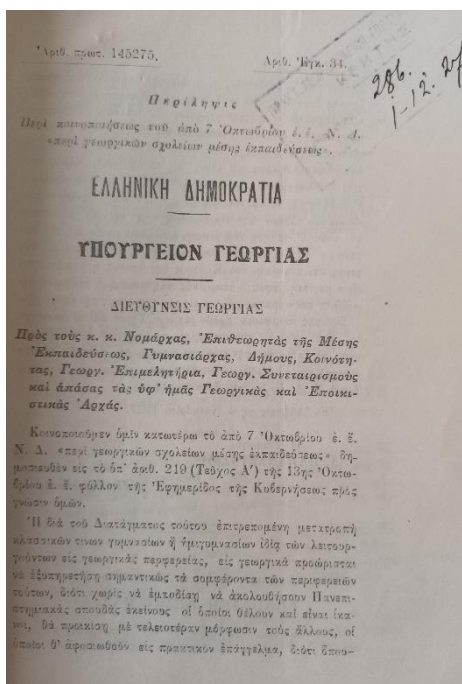 Ἀριθ. πρωτ. 145275.
Ἀριθ. Ἐγκ. 34.
286.
1-12. 27
Περίληψις
Περὶ κοινοποιήσεως τοῦ ἀπὸ 7 Ὀκτωβρίου ἐ. ἔ. Ν. Δ.
«περὶ γεωργικῶν σχολείων μέσης ἐκπαιδεύσεως».
ΕΛΛΗΝΙΚΗ ΔΗΜΟΚΡΑΤΙΑ
ΥΠΟΥΡΓΕΙΟΝ ΓΕΩΡΓΙΑΣ
ΔΙΕΥΘΥΝΣΙΣ ΓΕΩΡΓΙΑΣ
Πρὸς τοὺς κ. κ. Νομάρχας, Ἐπιθεωρητὰς τῆς Μέσης
Ἐκπαιδεύσεως, Γυμνασιάρχας, Δήμους, Κοινότη-
τας, Γεωργ. Ἐπιμελητήρια, Γεωργ. Συνεταιρισμοὺς
καὶ ἁπάσας τὰς ὑφ' ἡμᾶς Γεωργικὰς καὶ Ἐποικι-
στικὰς Ἀρχάς.
Κοινοποιοῦμεν ὑμῖν κατωτέρω τὸ ἀπὸ 7 Ὀκτωβρίου ἐ. ἔ.
Ν. Δ. «περὶ γεωργικῶν σχολείων μέσης ἐκπαιδεύσεως» δη-
μοσιευθὲν εἰς τὸ ὑπ' ἀριθ. 219 (Τεῦχος Α') τῆς 13ης Ὀκτω-
βρίου ἐ. ἔ. φύλλον τῆς Ἐφημερίδος τῆς Κυβερνήσεως πρὸς
γνῶσιν ὑμῶν.
Ἡ διὰ τοῦ Διατάγματος τούτου ἐπιτρεπομένη μετατροπὴ
κλασσικῶν τινων γυμνασίων ἢ ἡμιγυμνασίων ἰδίᾳ τῶν λειτουρ-
γούντων εἰς γεωργικὰς περιφερείας, εἰς γεωργικὰ προώρισται
νὰ ἐξυπηρετήσῃ σημαντικῶς τὰ συμφέροντα τῶν περιφερειῶν
τούτων, διότι χωρὶς νὰ ἐμποδίσῃ νὰ ἀκολουθήσουν Πανεπι-
στημιακὰς σπουδὰς ἐκείνους οἱ ὁποῖοι θέλουν καὶ εἶναι ἱκα-
νοί, θὰ προικίσῃ μὲ τελειοτέραν μόρφωσιν τοὺς ἄλλους, οἱ
ὁποῖοι θ' ἀφοσιωθοῦν εἰς πρακτικὸν ἐπάγγελμα, διότι ὁπου-